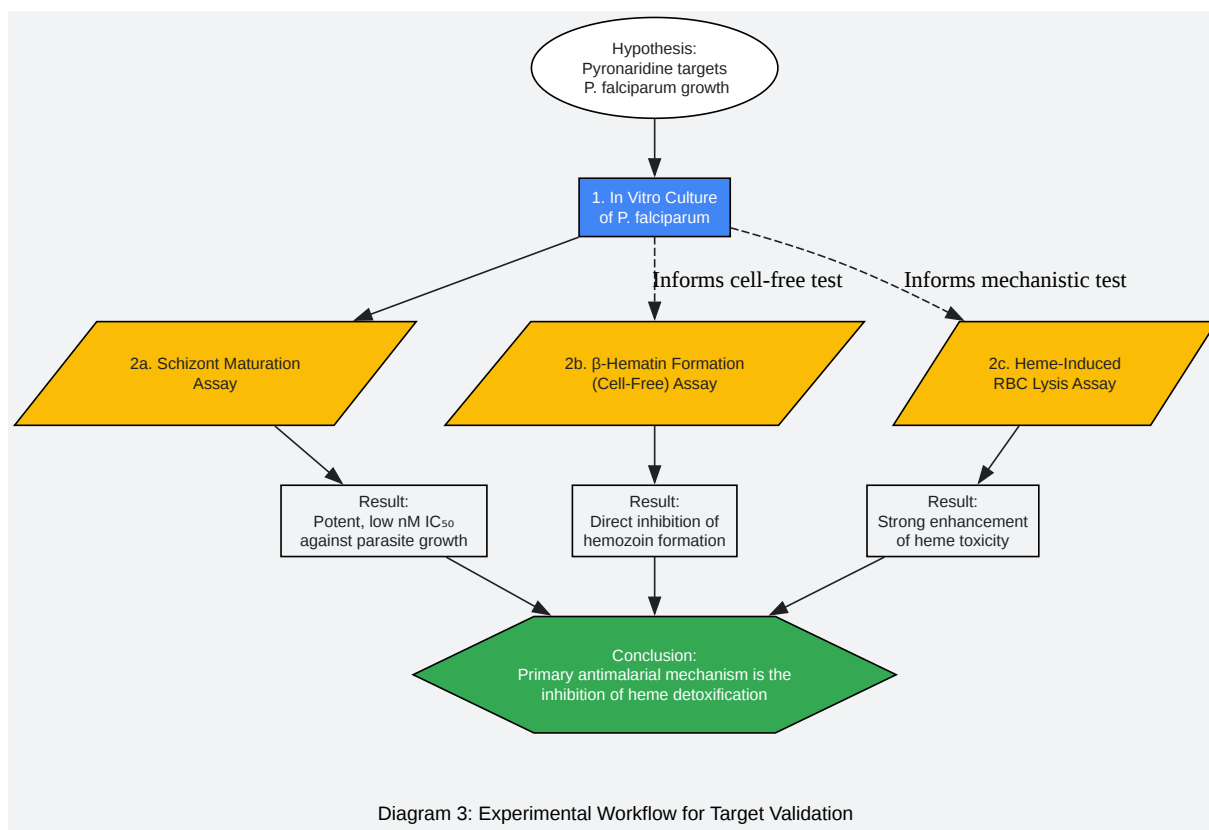 Hypothesis:
Pyronaridine targets
P. falciparum growth
1. In Vitro Culture
of P. falciparum
Informs cell-free test
Informs mechanistic test
2a. Schizont Maturation
Assay
2b. β-Hematin Formation
(Cell-Free) Assay
2c. Heme-Induced
RBC Lysis Assay
Result:
Potent, low nM IC₅₀
against parasite growth
Result:
Direct inhibition of
hemozoin formation
Result:
Strong enhancement
of heme toxicity
Conclusion:
Primary antimalarial mechanism is the
inhibition of heme detoxification
Diagram 3: Experimental Workflow for Target Validation